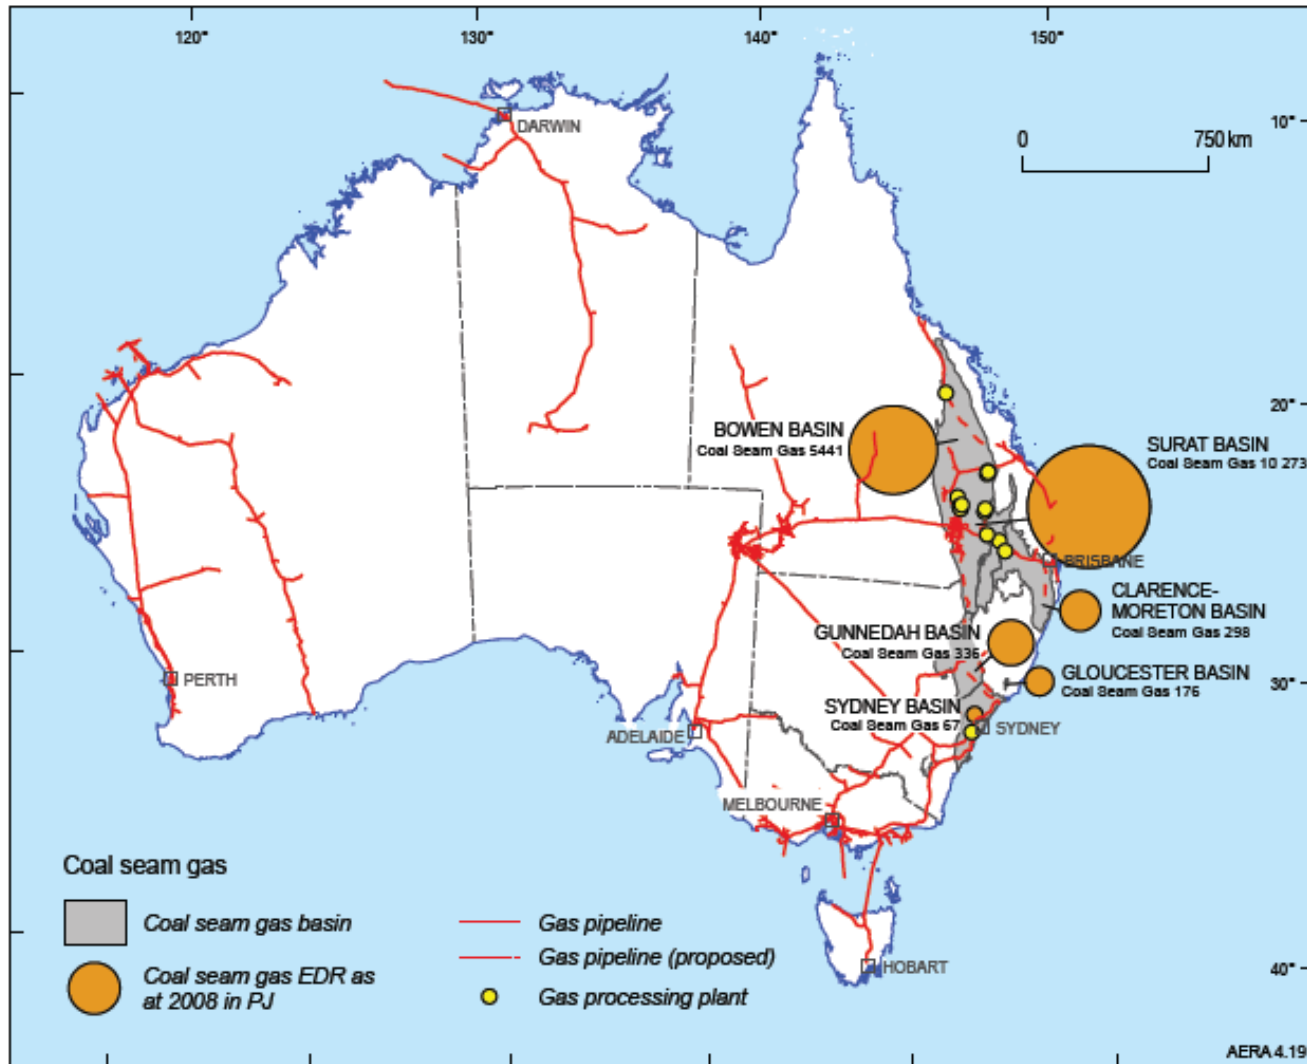 120°
130°
140°
150°
DARWIN
10°
0 750 km
20°
BOWEN BASIN
Coal Seam Gas 5441
SURAT BASIN
Coal Seam Gas 10 273
BRISBANE
CLARENCE-
MORETON BASIN
Coal Seam Gas 298
GUNNEDAH BASIN
Coal Seam Gas 336
GLOUCESTER BASIN
Coal Seam Gas 176
30°
PERTH
SYDNEY BASIN
Coal Seam Gas 67
SYDNEY
ADELAIDE
MELBOURNE
Coal seam gas
Coal seam gas basin
Coal seam gas EDR as
at 2008 in PJ
Gas pipeline
Gas pipeline (proposed)
Gas processing plant
HOBART
40°
AERA 4.19